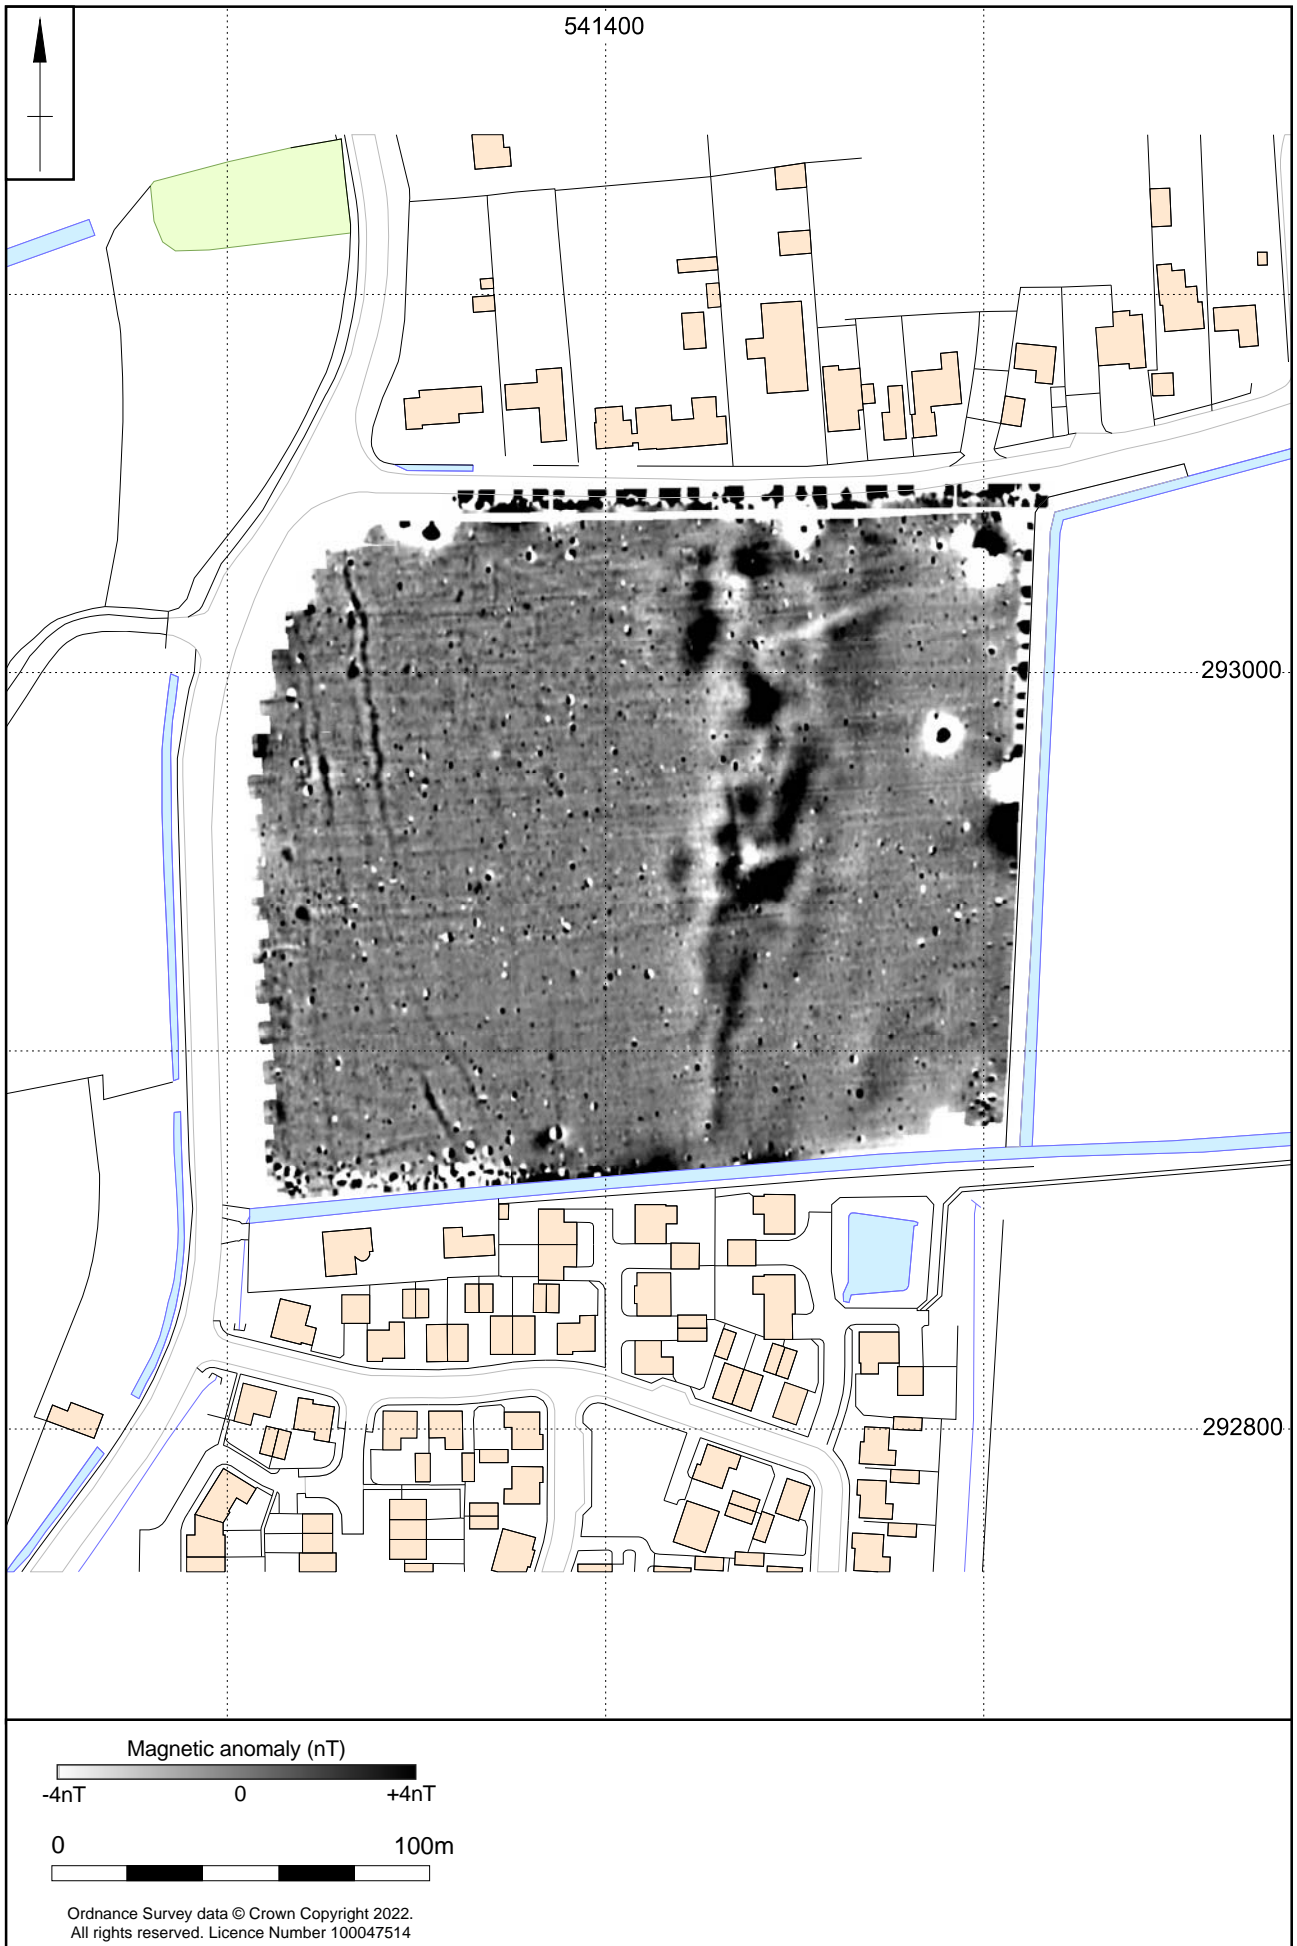 541400
293000
292800
Magnetic anomaly (nT)
-4nT 0 +4nT
0 100m
Ordnance Survey data © Crown Copyright 2022.
All rights reserved. Licence Number 100047514